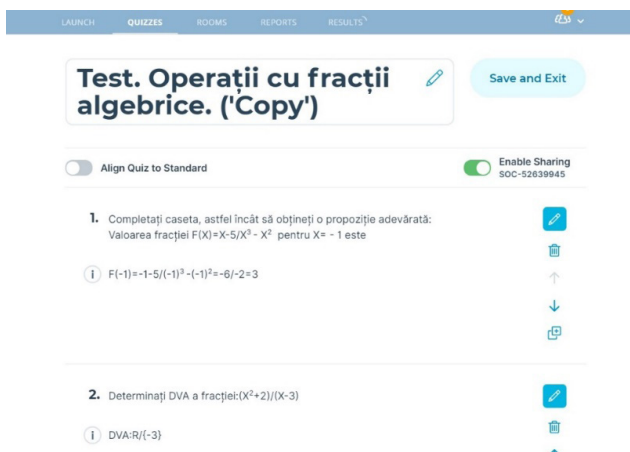 LAUNCH QUIZZES ROOMS REPORTS RESULTS
Test. Operații cu fracții
algebrice. ('Copy')
Save and Exit
Align Quiz to Standard
Enable Sharing
SOC-52639945
1. Completați caseta, astfel încât să obțineți o propoziție adevărată:
Valoarea fracției F(X)=X-5/X³ - X² pentru X= - 1 este
i F(-1)=-1-5/(-1)³ -(-1)²=-6/-2=3
2. Determinați DVA a fracției:(X²+2)/(X-3)
i DVA:R/{-3}